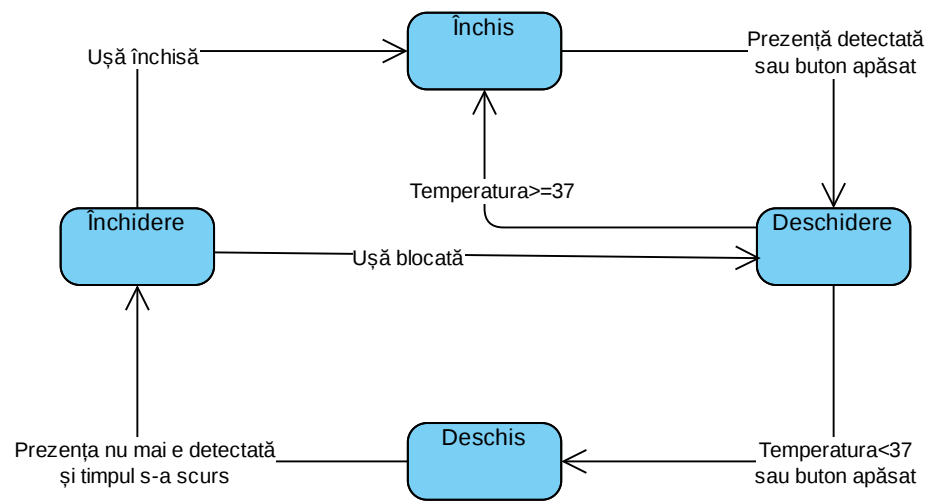 Închis
Ușă închisă
Prezență detectată
sau buton apăsat
Temperatura>=37
Închidere
Deschidere
Ușă blocată
Deschis
Prezența nu mai e detectată
și timpul s-a scurs
Temperatura<37
sau buton apăsat